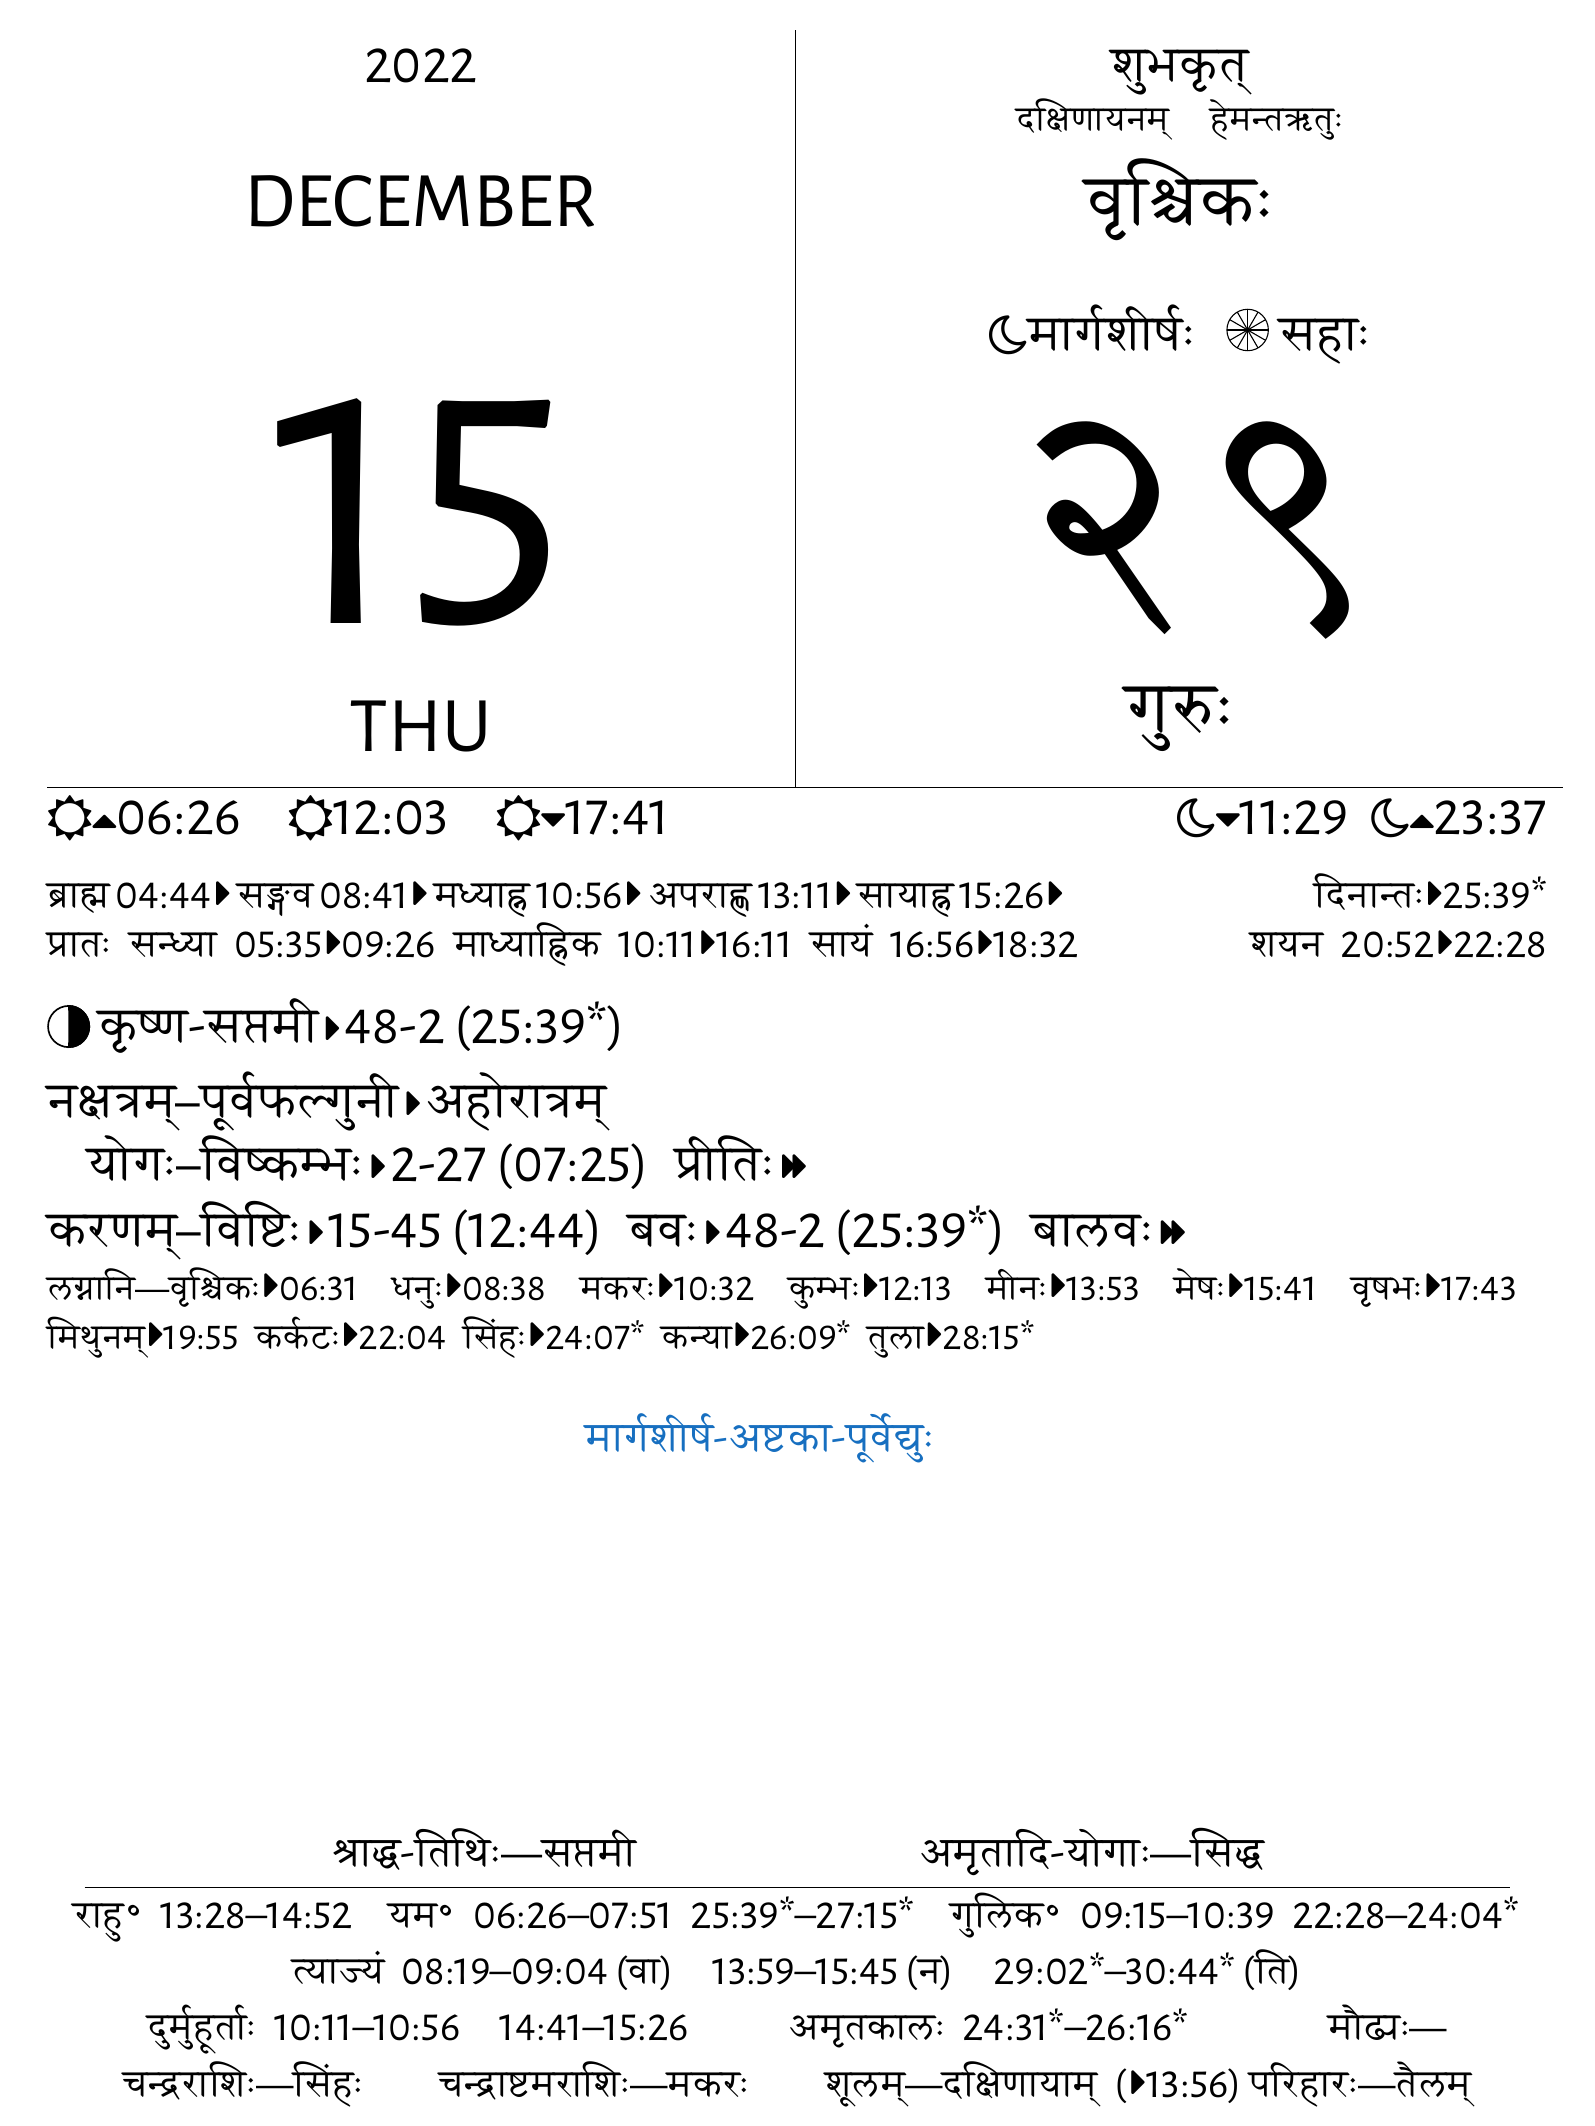 2022
DECEMBER
15
THU
शुभकृत्
दक्षिणायनम् हेमन्तऋतुः
वृश्चिकः
मार्गशीर्षः सहाः
२९
गुरुः
06:26 12:03 17:41 11:29 23:37
ब्राह्म 04:44 सङ्गव 08:41 मध्याह्न 10:56 अपराह्ण 13:11 सायाह्न 15:26 दिनान्तः 25:39*
प्रातः सन्ध्या 05:35 09:26 माध्याह्निक 10:11 16:11 सायं 16:56 18:32 शयन 20:52 22:28
कृष्ण-सप्तमी 48-2 (25:39*)
नक्षत्रम्–पूर्वफल्गुनी अहोरात्रम्
योगः–विष्कम्भः 2-27 (07:25) प्रीतिः
करणम्–विष्टिः 15-45 (12:44) बवः 48-2 (25:39*) बालवः
लग्नानि—वृश्चिकः 06:31 धनुः 08:38 मकरः 10:32 कुम्भः 12:13 मीनः 13:53 मेषः 15:41 वृषभः 17:43
मिथुनम् 19:55 कर्कटः 22:04 सिंहः 24:07* कन्या 26:09* तुला 28:15*
मार्गशीर्ष-अष्टका-पूर्वेद्युः
श्राद्ध-तिथिः—सप्तमी अमृतादि-योगाः—सिद्ध
राहु॰ 13:28–14:52 यम॰ 06:26–07:51 25:39*–27:15* गुलिक॰ 09:15–10:39 22:28–24:04*
त्याज्यं 08:19–09:04 (वा) 13:59–15:45 (न) 29:02*–30:44* (ति)
दुर्मुहूर्ताः 10:11–10:56 14:41–15:26 अमृतकालः 24:31*–26:16* मौढ्यः—
चन्द्रराशिः—सिंहः चन्द्राष्टमराशिः—मकरः शूलम्—दक्षिणायाम् (13:56) परिहारः—तैलम्